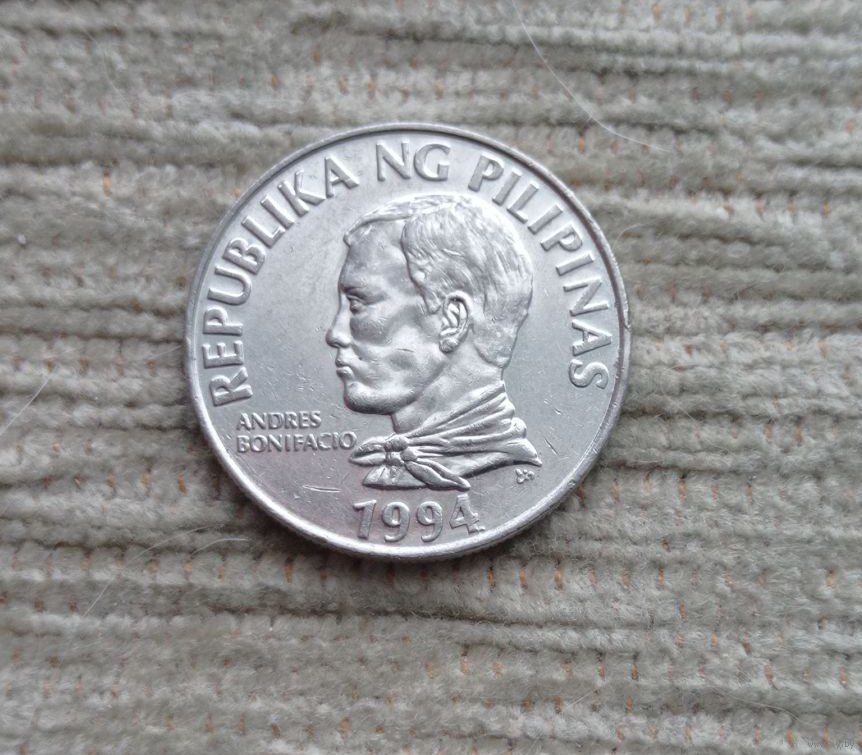 REPUBLIKA NG PILIPINAS
ANDRES
BONIFACIO
1994